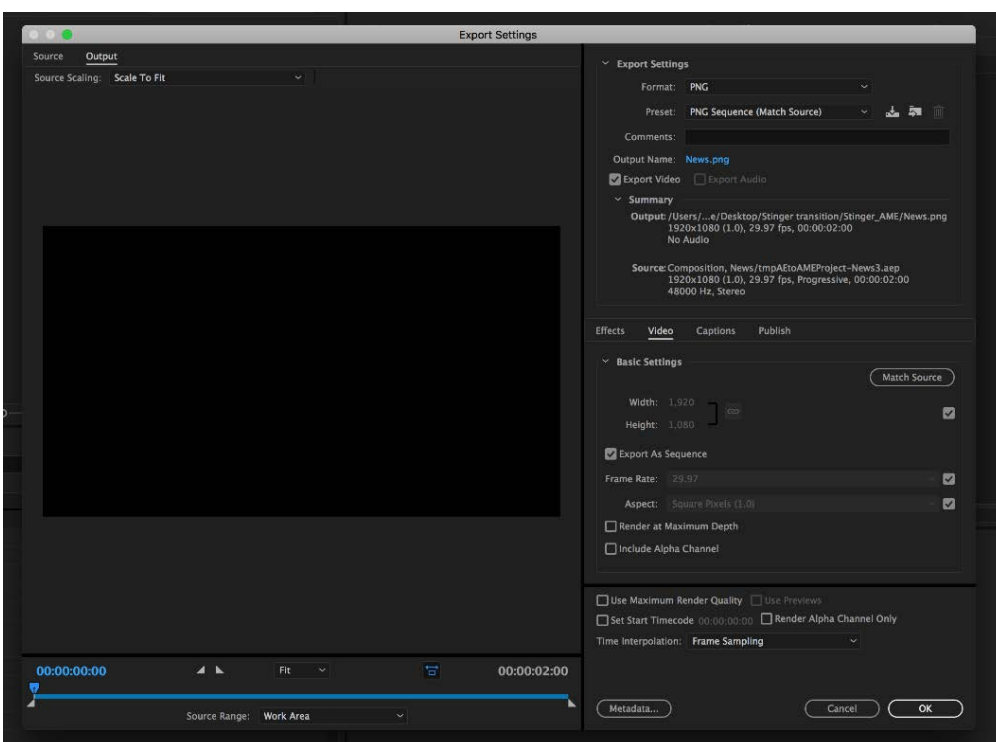 Export Settings
Source Output
Source Scaling: Scale To Fit
Export Settings
Format: PNG
Preset: PNG Sequence (Match Source)
Comments:
Output Name: News.png
Export Video Export Audio
Summary
Output: /Users/...e/Desktop/Stinger transition/Stinger_AME/News.png
1920x1080 (1.0), 29.97 fps, 00:00:02:00
No Audio
Source: Composition, News/tmpAEtoAMEProject-News3.aep
1920x1080 (1.0), 29.97 fps, Progressive, 00:00:02:00
48000 Hz, Stereo
Effects Video Captions Publish
Basic Settings
Match Source
Width: 1,920
Height: 1,080
Export As Sequence
Frame Rate: 29.97
Aspect: Square Pixels (1.0)
Render at Maximum Depth
Include Alpha Channel
Use Maximum Render Quality Use Previews
Set Start Timecode 00:00:00:00 Render Alpha Channel Only
Time Interpolation: Frame Sampling
00:00:00:00 Fit 00:00:02:00
Source Range: Work Area
Metadata... Cancel OK